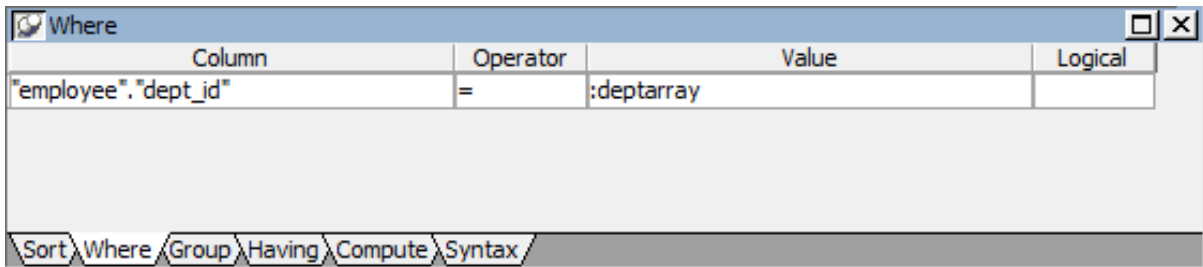 Where
Column Operator Value Logical
"employee"."dept_id" = :deptarray
Sort Where Group Having Compute Syntax